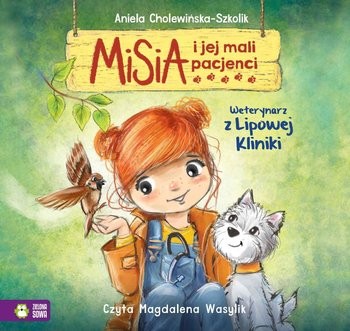 Aniela Cholewińska-Szkolik
MiSiA
i jej mali
pacjenci
Weterynarz
z Lipowej
Kliniki
ZIELONA
SOWA
Czyta Magdalena Wasylik